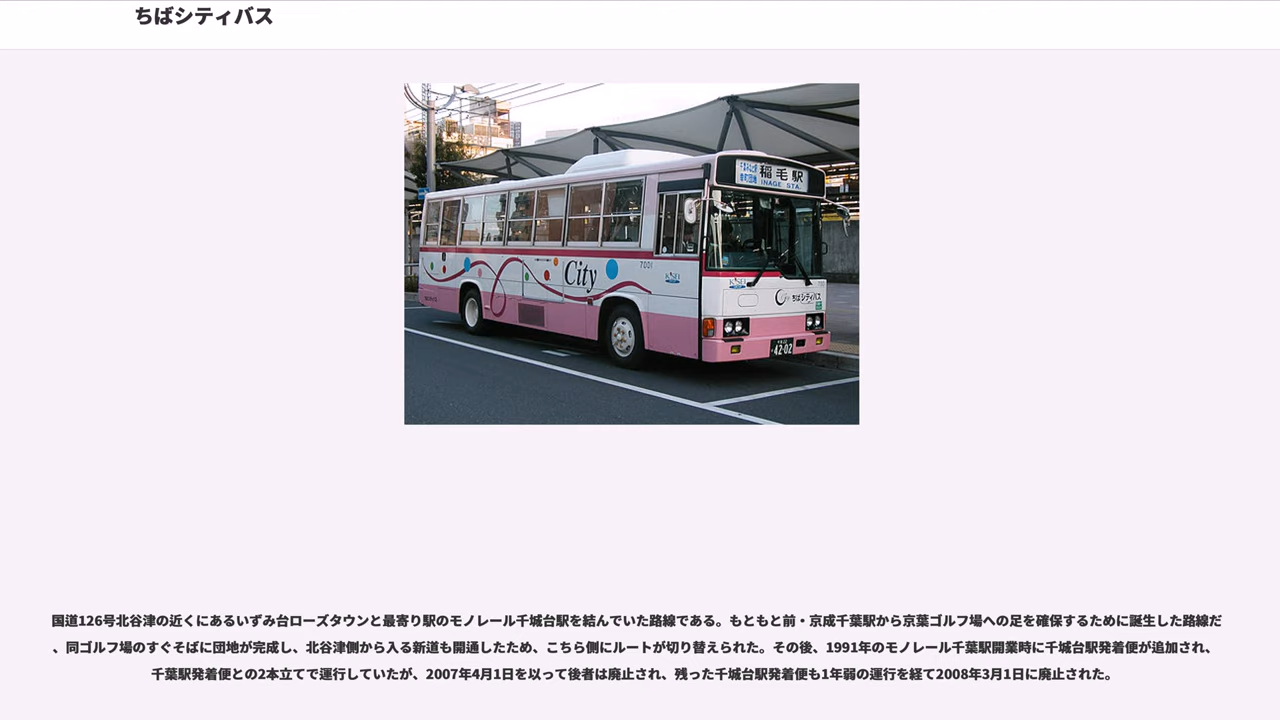 ちばシティバス
稲毛駅
INAGE STA.
City
7001
ちばシティバス
42-02
国道126号北谷津の近くにあるいずみ台ローズタウンと最寄り駅のモノレール千城台駅を結んでいた路線である。もともと前・京成千葉駅から京葉ゴルフ場への足を確保するために誕生した路線だ
、同ゴルフ場のすぐそばに団地が完成し、北谷津側から入る新道も開通したため、こちら側にルートが切り替えられた。その後、1991年のモノレール千葉駅開業時に千城台駅発着便が追加され、
千葉駅発着便との2本立てで運行していたが、2007年4月1日を以って後者は廃止され、残った千城台駅発着便も1年弱の運行を経て2008年3月1日に廃止された。